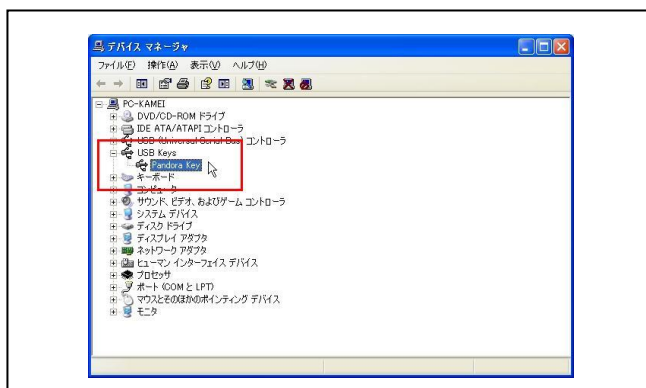 デバイス マネージャ
ファイル(F) 操作(A) 表示(V) ヘルプ(H)
PC-KAMEI
DVD/CD-ROM ドライブ
IDE ATA/ATAPI コントローラ
USB (Universal Serial Bus) コントローラ
USB Keys
Pandora Key
キーボード
コンピュータ
サウンド、ビデオ、およびゲーム コントローラ
システム デバイス
ディスク ドライブ
ディスプレイ アダプタ
ネットワーク アダプタ
ヒューマン インターフェイス デバイス
プロセッサ
ポート (COM と LPT)
マウスとそのほかのポインティング デバイス
モニタ